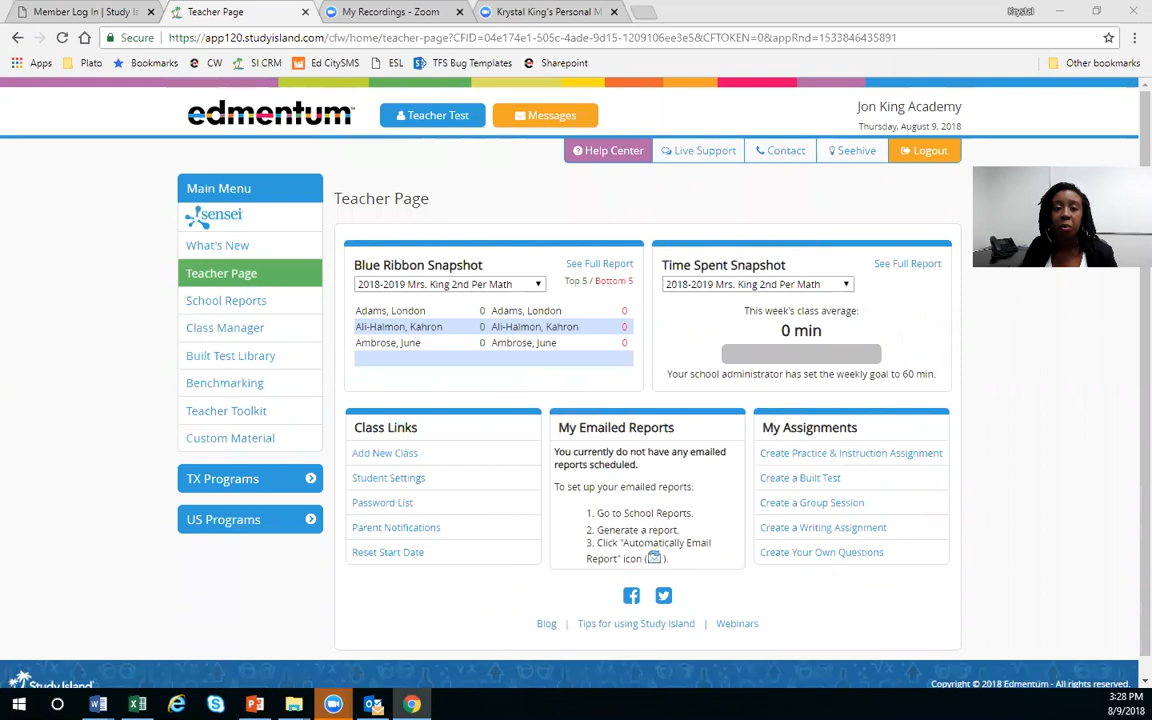 Member Log In | Study Is
Teacher Page
My Recordings - Zoom
Krystal King's Personal M
Krystal
Secure
https://app120.studyisland.com/cfw/home/teacher-page?CFID=04e174e1-505c-4ade-9d15-1209106ee3e5&CFTOKEN=0&appRnd=1533846435891
Apps
Plato
Bookmarks
CW
SI CRM
Ed CitySMS
ESL
TFS Bug Templates
Sharepoint
Other bookmarks
edmentum™
Teacher Test
Messages
Jon King Academy
Thursday, August 9, 2018
Help Center
Live Support
Contact
Seehive
Logout
Main Menu
sensei
What's New
Teacher Page
School Reports
Class Manager
Built Test Library
Benchmarking
Teacher Toolkit
Custom Material
TX Programs
US Programs
Teacher Page
Blue Ribbon Snapshot
See Full Report
2018-2019 Mrs. King 2nd Per Math
Top 5 / Bottom 5
Adams, London 0 Adams, London 0
Ali-Halmon, Kahron 0 Ali-Halmon, Kahron 0
Ambrose, June 0 Ambrose, June 0
Time Spent Snapshot
See Full Report
2018-2019 Mrs. King 2nd Per Math
This week's class average:
0 min
Your school administrator has set the weekly goal to 60 min.
Class Links
Add New Class
Student Settings
Password List
Parent Notifications
Reset Start Date
My Emailed Reports
You currently do not have any emailed
reports scheduled.
To set up your emailed reports:
1. Go to School Reports.
2. Generate a report.
3. Click "Automatically Email
Report" icon ( ).
My Assignments
Create Practice & Instruction Assignment
Create a Built Test
Create a Group Session
Create a Writing Assignment
Create Your Own Questions
Blog | Tips for using Study Island | Webinars
Study Island
Copyright © 2018 Edmentum - All rights reserved.
3:28 PM
8/9/2018